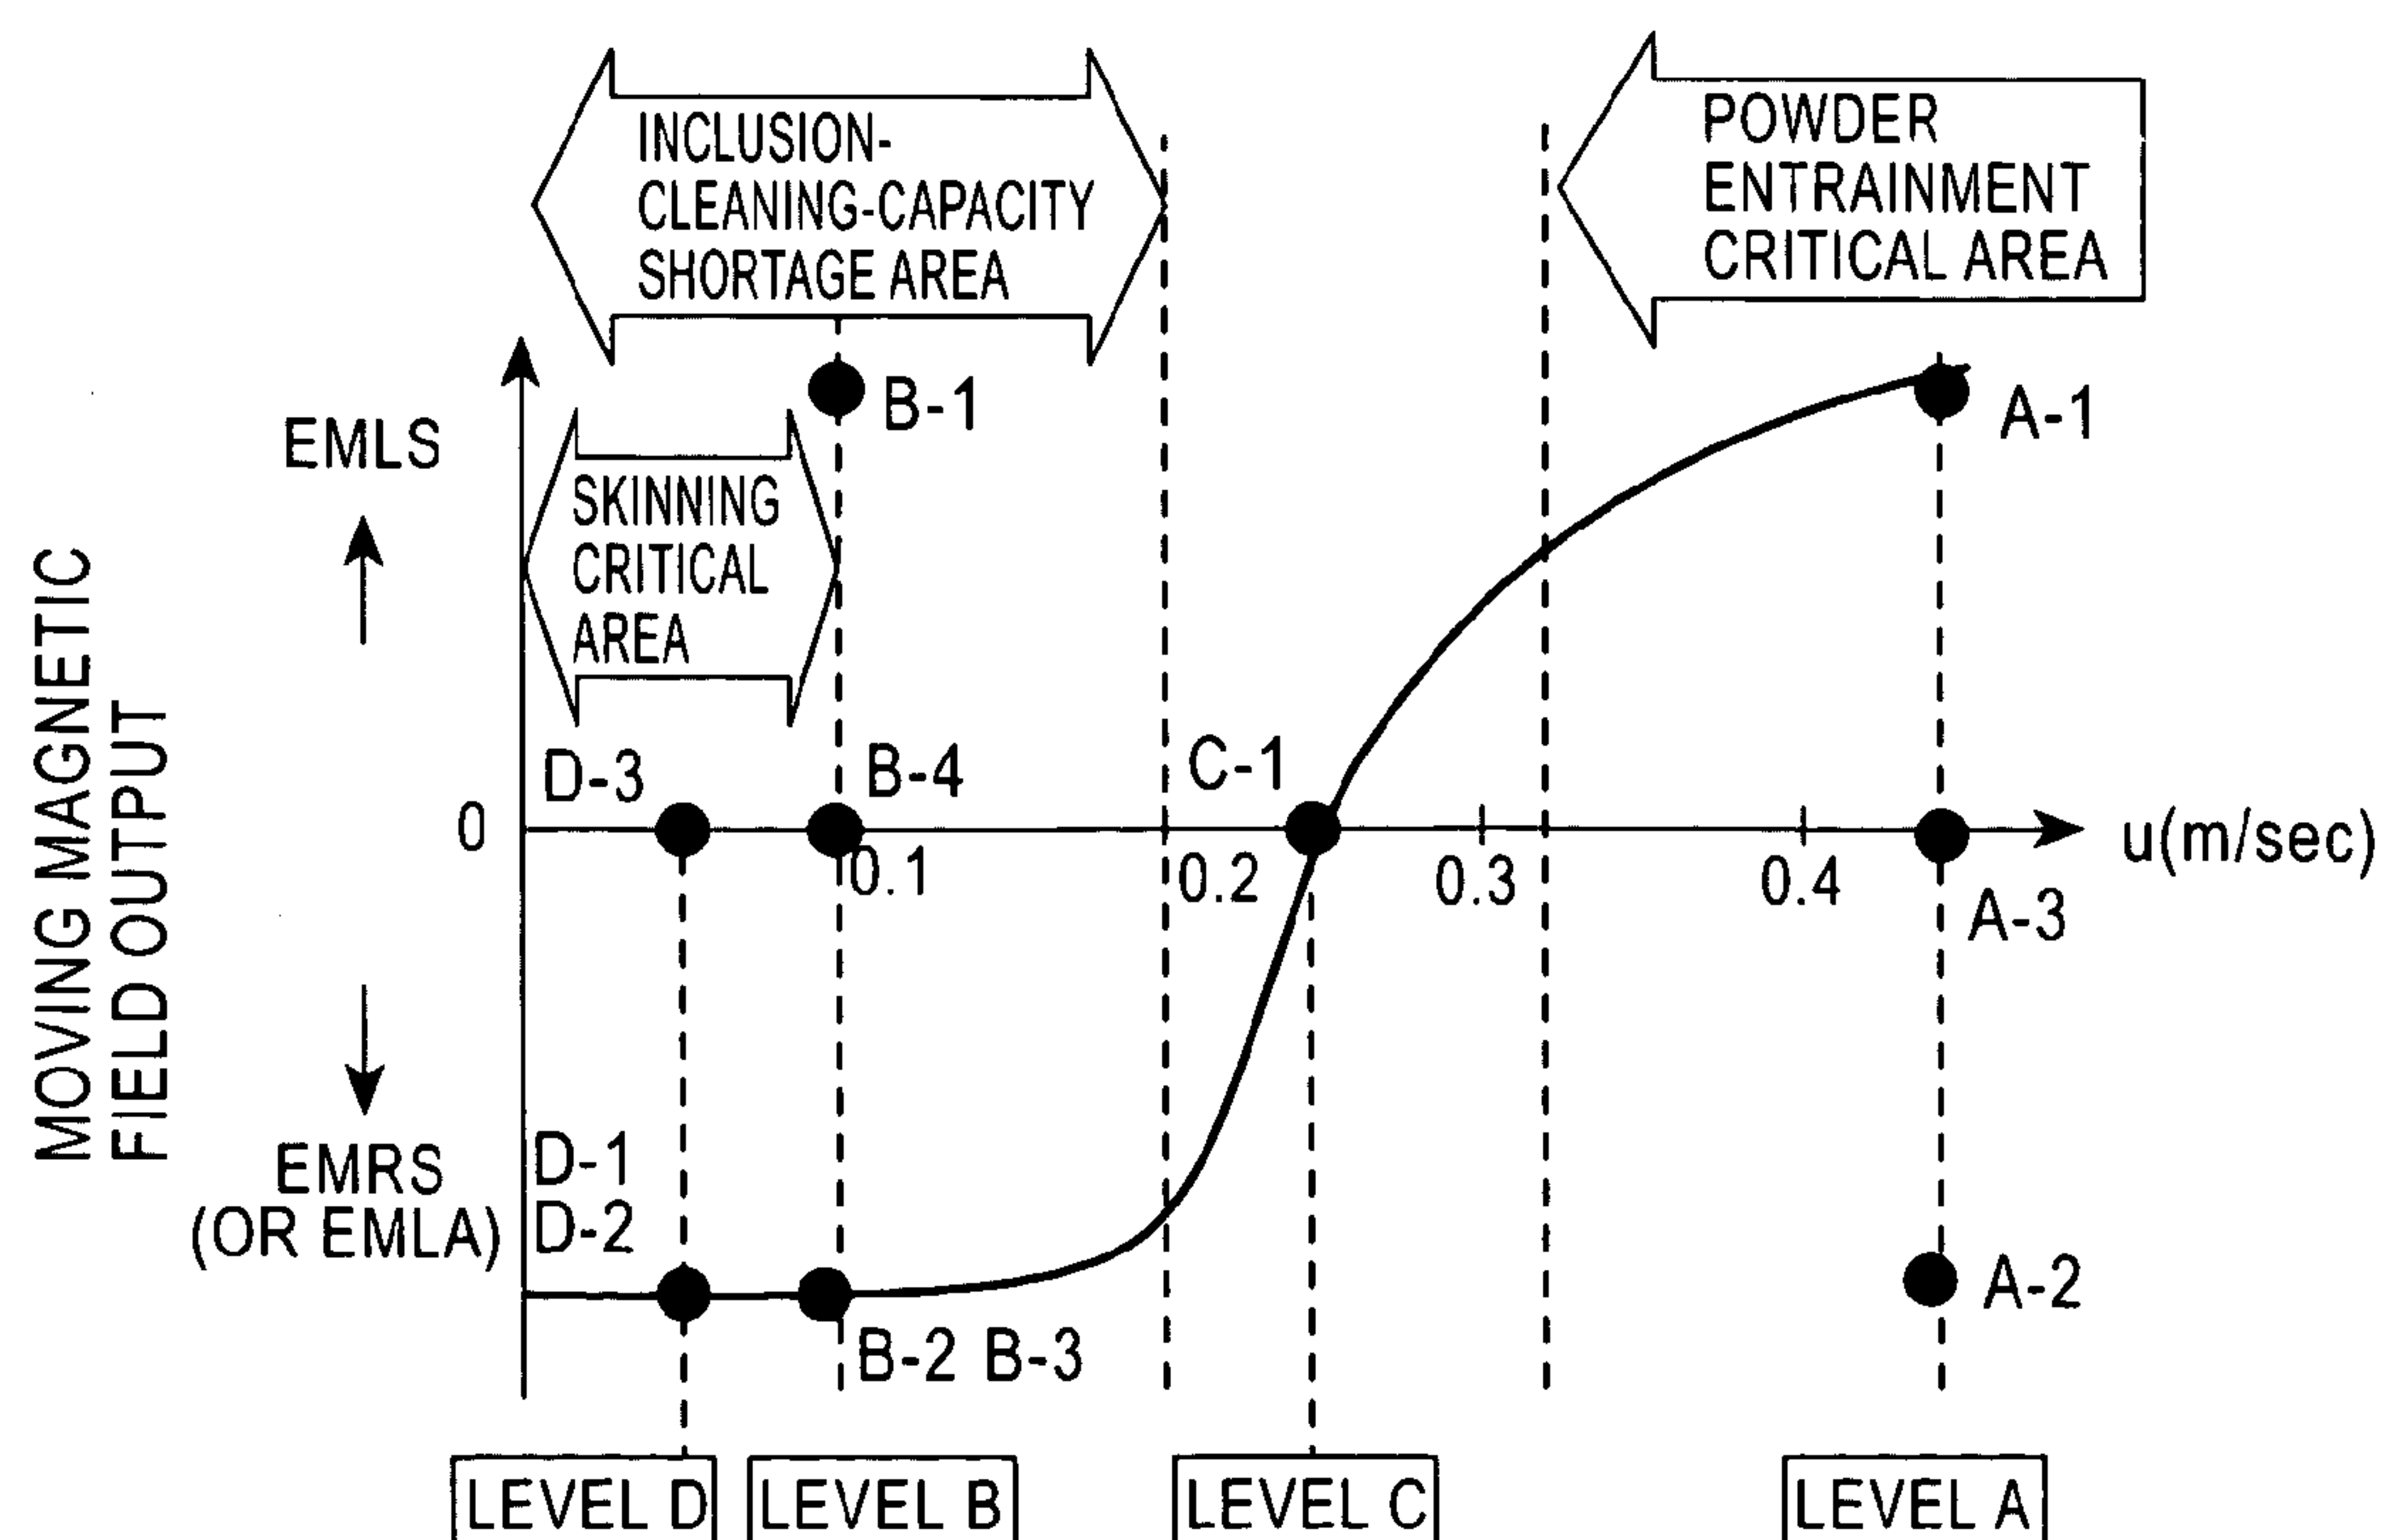 INCLUSION-
CLEANING-CAPACITY
SHORTAGE AREA
POWDER
ENTRAINMENT
CRITICAL AREA
B-1
A-1
EMLS
SKINNING
CRITICAL
AREA
MOVING MAGNETIC
FIELD OUTPUT
D-3
B-4
C-1
0
0.1
0.2
0.3
0.4
u(m/sec)
A-3
EMRS
(OR EMLA)
D-1
D-2
B-2 B-3
A-2
LEVEL D
LEVEL B
LEVEL C
LEVEL A